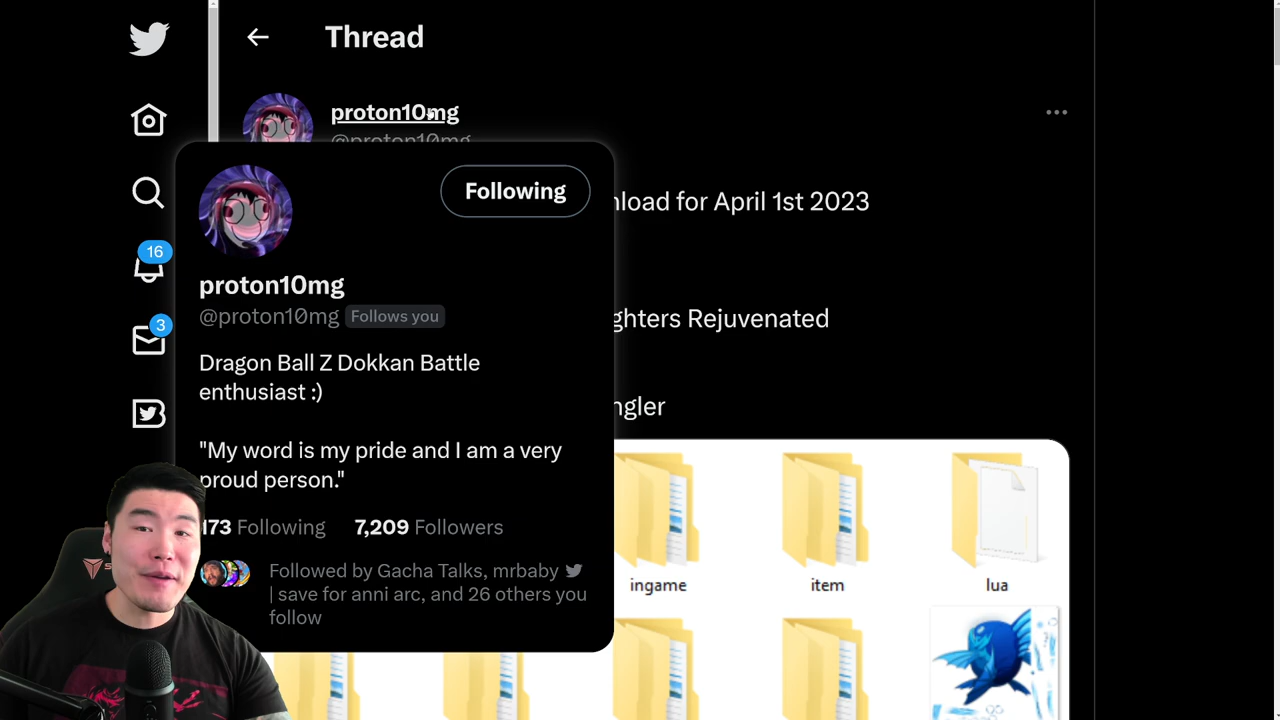 Thread
proton10mg
@proton10mg
nload for April 1st 2023
16
Following
proton10mg
@proton10mg Follows you
ghters Rejuvenated
3
Dragon Ball Z Dokkan Battle
enthusiast :)
ngler
"My word is my pride and I am a very
proud person."
173 Following 7,209 Followers
Followed by Gacha Talks, mrbaby
| save for anni arc, and 26 others you
follow
ingame
item
lua